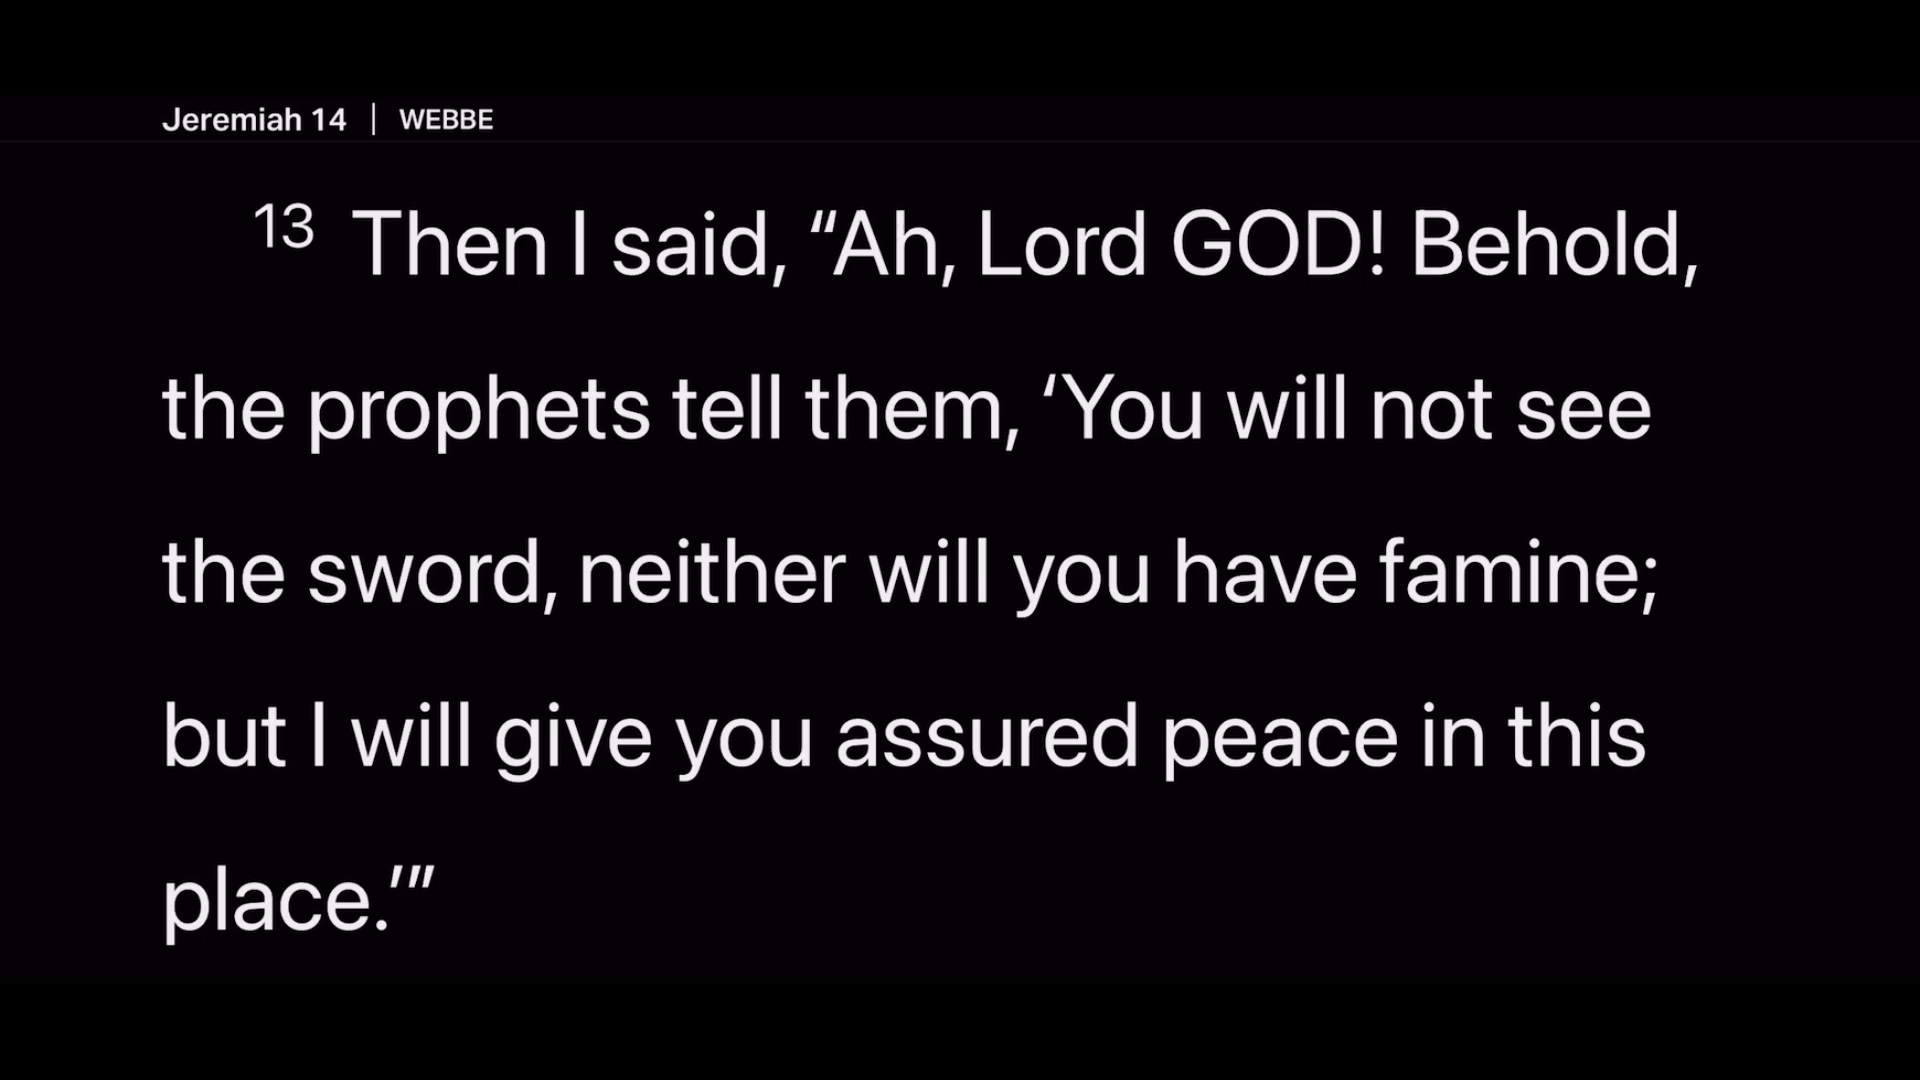 Jeremiah 14 | WEBBE
13 Then I said, “Ah, Lord GOD! Behold,
the prophets tell them, ‘You will not see
the sword, neither will you have famine;
but I will give you assured peace in this
place.’”